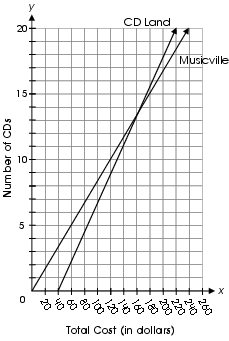 y
CD Land
20
Musicville
15
Number of CDs
10
5
0
x
20 40 60 80 100 120 140 160 180 200 220 240 260
Total Cost (in dollars)